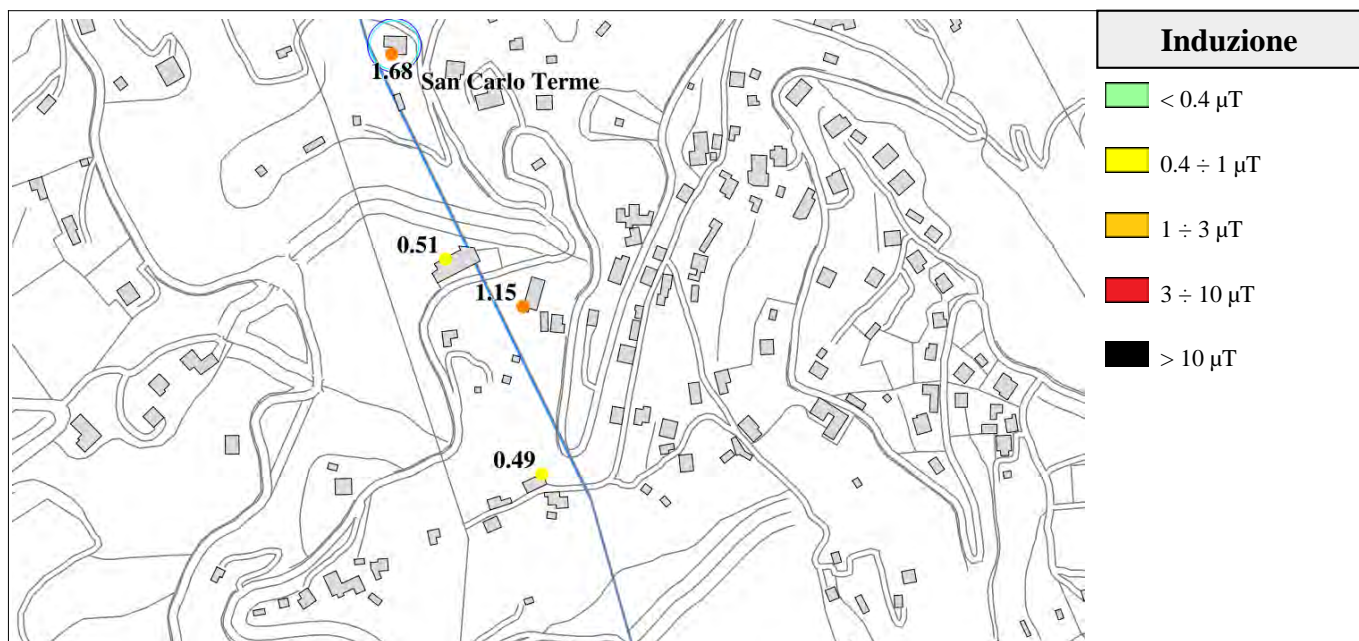 1.68
San Carlo Terme
0.51
1.15
0.49
Induzione
< 0.4 µT
0.4 ÷ 1 µT
1 ÷ 3 µT
3 ÷ 10 µT
> 10 µT